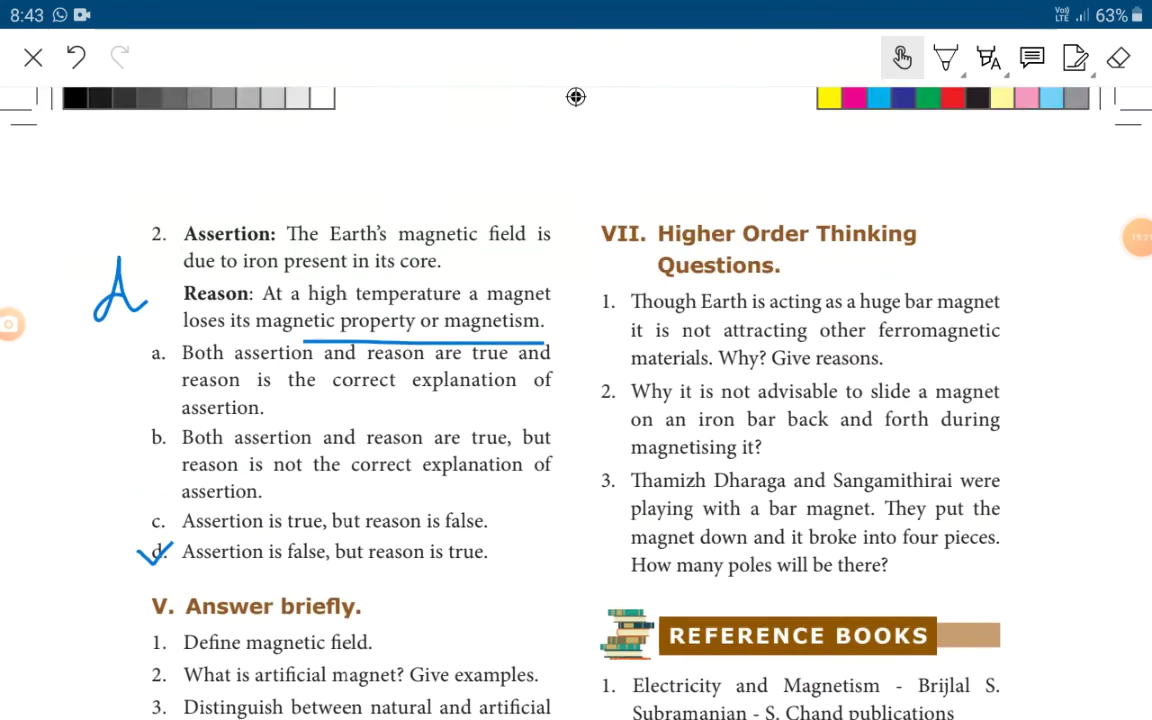 8:43
Vo)) LTE 63%
2. Assertion: The Earth's magnetic field is
due to iron present in its core.
Reason: At a high temperature a magnet
loses its magnetic property or magnetism.
a. Both assertion and reason are true and
reason is the correct explanation of
assertion.
b. Both assertion and reason are true, but
reason is not the correct explanation of
assertion.
c. Assertion is true, but reason is false.
d. Assertion is false, but reason is true.
V. Answer briefly.
1. Define magnetic field.
2. What is artificial magnet? Give examples.
3. Distinguish between natural and artificial
VII. Higher Order Thinking
Questions.
1. Though Earth is acting as a huge bar magnet
it is not attracting other ferromagnetic
materials. Why? Give reasons.
2. Why it is not advisable to slide a magnet
on an iron bar back and forth during
magnetising it?
3. Thamizh Dharaga and Sangamithirai were
playing with a bar magnet. They put the
magnet down and it broke into four pieces.
How many poles will be there?
REFERENCE BOOKS
1. Electricity and Magnetism - Brijlal S.
Subramanian - S. Chand publications